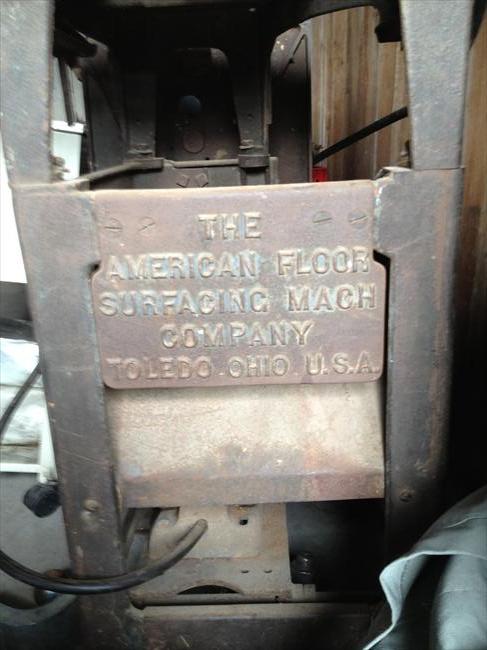 THE
AMERICAN FLOOR
SURFACING MACH
COMPANY
TOLEDO. OHIO U.S.A.